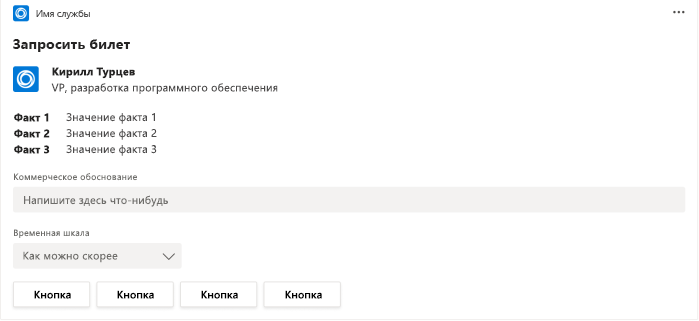 Имя службы
Запросить билет
Кирилл Турцев
VP, разработка программного обеспечения
Факт 1 Значение факта 1
Факт 2 Значение факта 2
Факт 3 Значение факта 3
Коммерческое обоснование
Напишите здесь что-нибудь
Временная шкала
Как можно скорее
Кнопка Кнопка Кнопка Кнопка